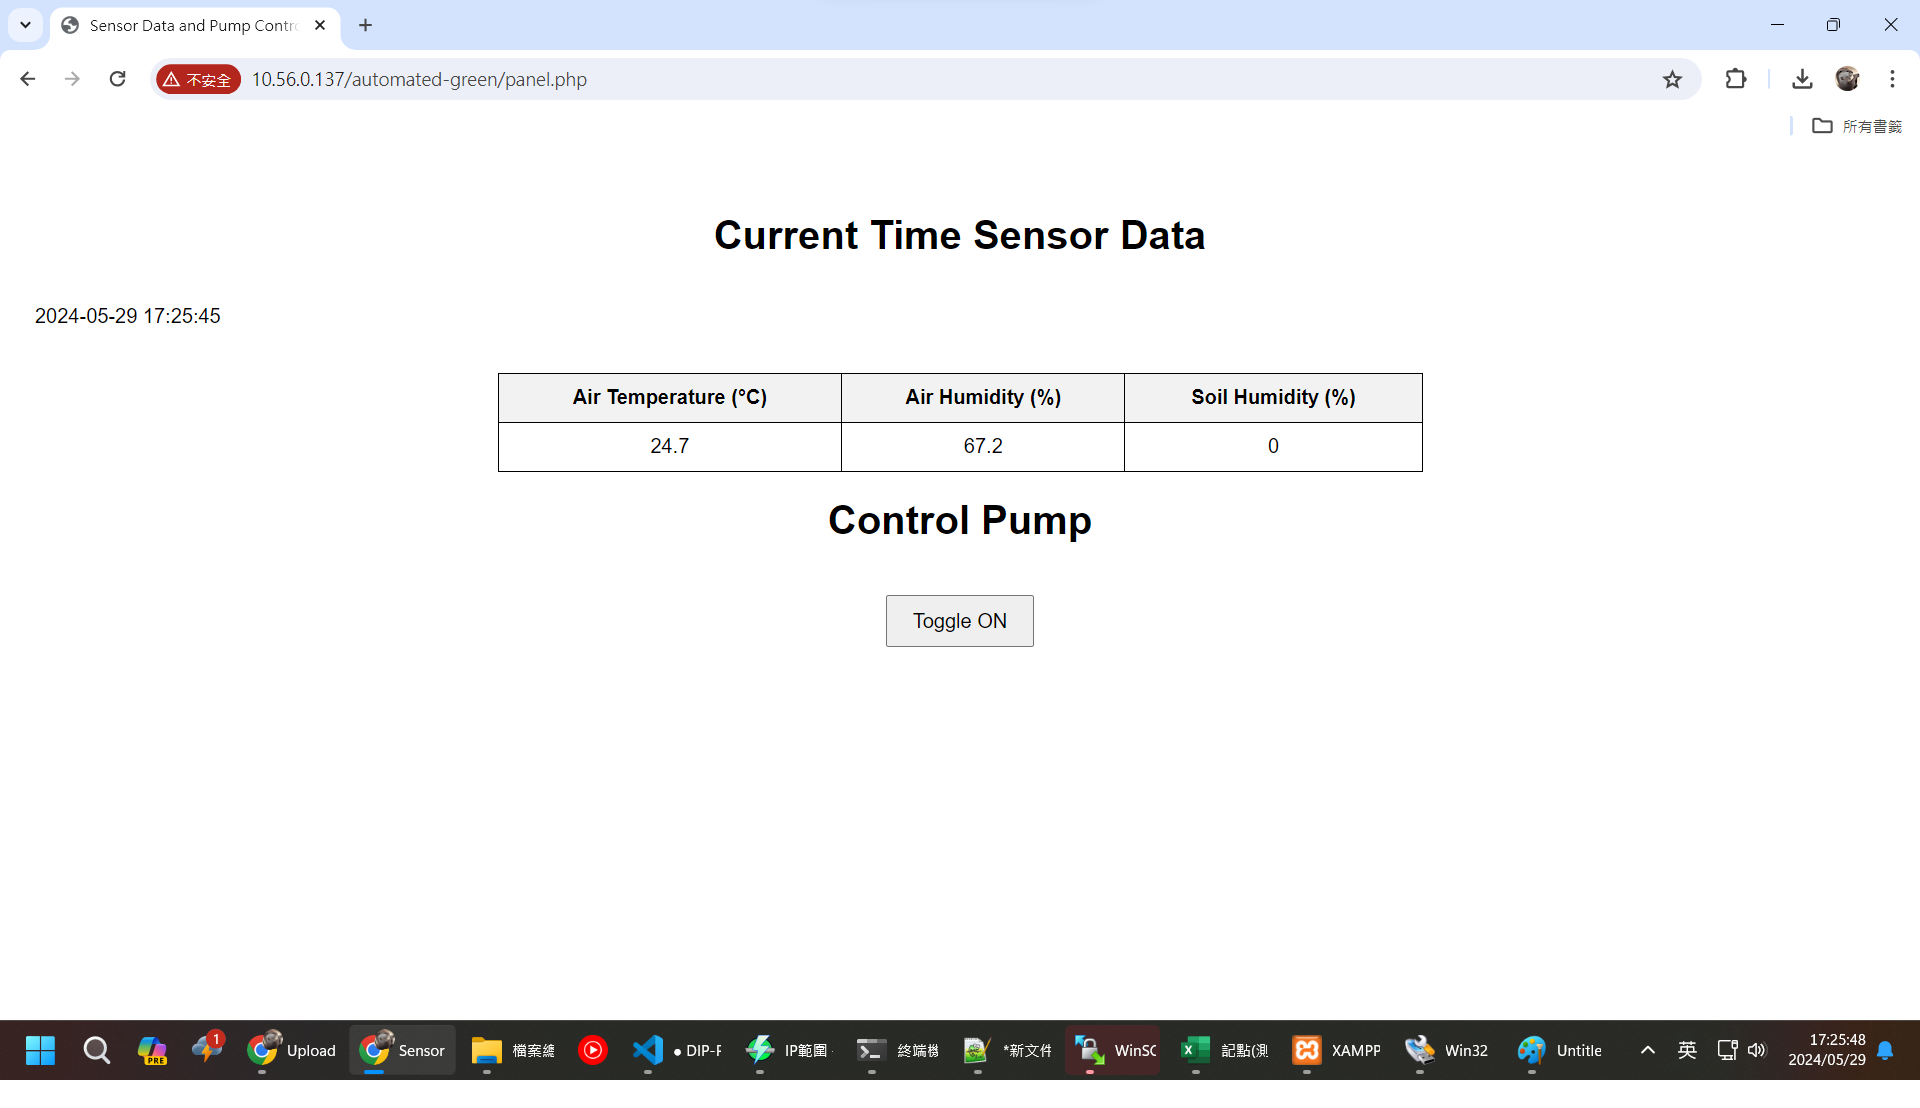 Sensor Data and Pump Contro
不安全
10.56.0.137/automated-green/panel.php
所有書籤
Current Time Sensor Data
2024-05-29 17:25:45
Air Temperature (°C) Air Humidity (%) Soil Humidity (%)
24.7 67.2 0
Control Pump
Toggle ON
PRE 1 Upload Sensor 檔案總 ● DIP-F IP範圍 - 終端機 *新文件 WinSC 記點(測 XAMPP Win32 Untitle 英 17:25:48
2024/05/29